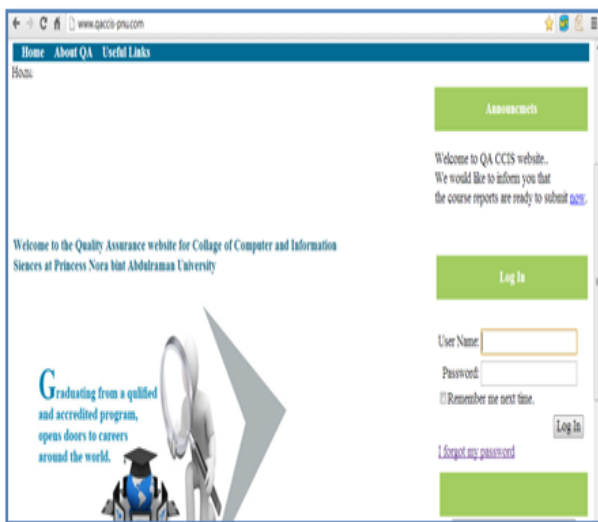 www.qaccis-pnu.com
Home About QA Useful Links
Home
Announcmets
Welcome to QA CCIS website..
We would like to inform you that
the course reports are ready to submit now.
Welcome to the Quality Assurance website for Collage of Computer and Information
Siences at Princess Nora bint Abdulraman University
Log In
User Name:
Password:
Remember me next time.
Log In
I forgot my password
Graduating from a qulified
and accredited program,
opens doors to careers
around the world.